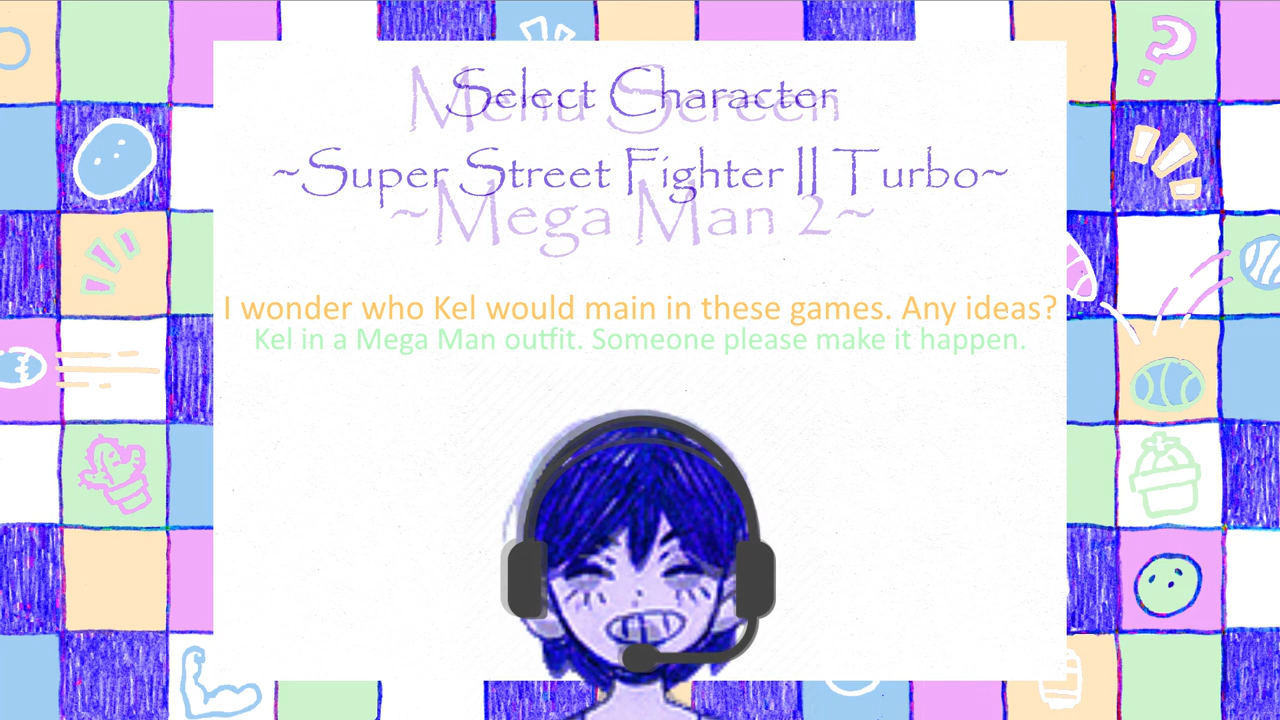 Select Character
Menu Screen
~Super Street Fighter II Turbo~
~Mega Man 2~
I wonder who Kel would main in these games. Any ideas?
Kel in a Mega Man outfit. Someone please make it happen.
?